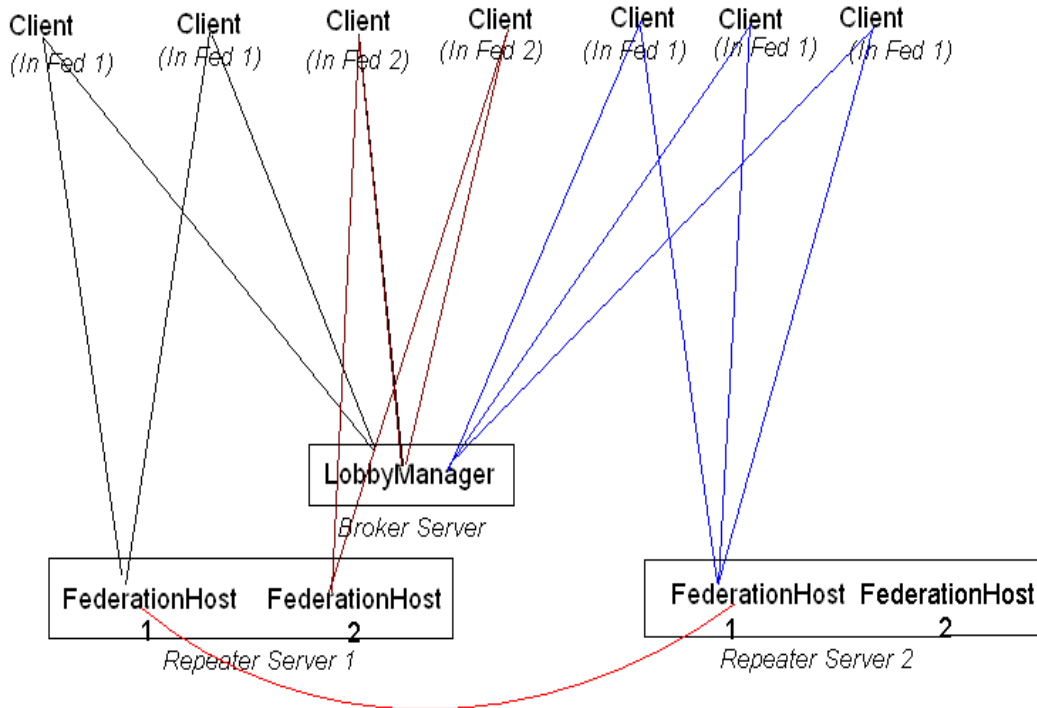 Client Client Client Client Client Client Client
(In Fed 1) (In Fed 1) (In Fed 2) (In Fed 2) (In Fed 1) (In Fed 1) (In Fed 1)
LobbyManager
Broker Server
FederationHost 1 FederationHost 2 FederationHost 1 FederationHost 2
Repeater Server 1 Repeater Server 2